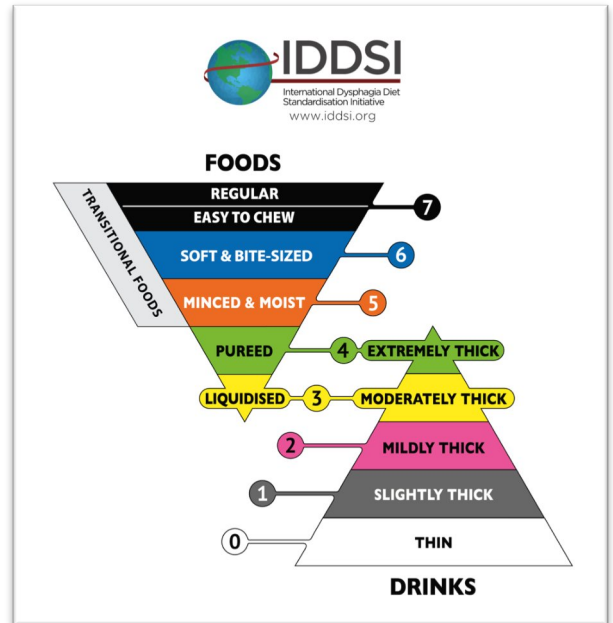 IDDSI
International Dysphagia Diet
Standardisation Initiative
www.iddsi.org
FOODS
TRANSITIONAL FOODS
REGULAR
EASY TO CHEW
7
SOFT & BITE-SIZED
6
MINCED & MOIST
5
PUREED
4
EXTREMELY THICK
LIQUIDISED
3
MODERATELY THICK
2
MILDLY THICK
1
SLIGHTLY THICK
0
THIN
DRINKS